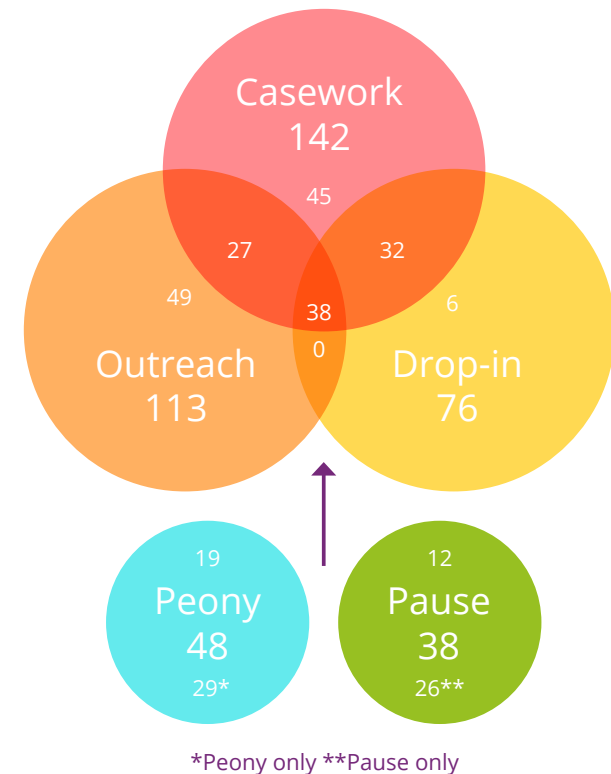 Casework
142
45
27
32
49
38
6
0
Outreach
113
Drop-in
76
19
Peony
48
29*
12
Pause
38
26**
*Peony only **Pause only